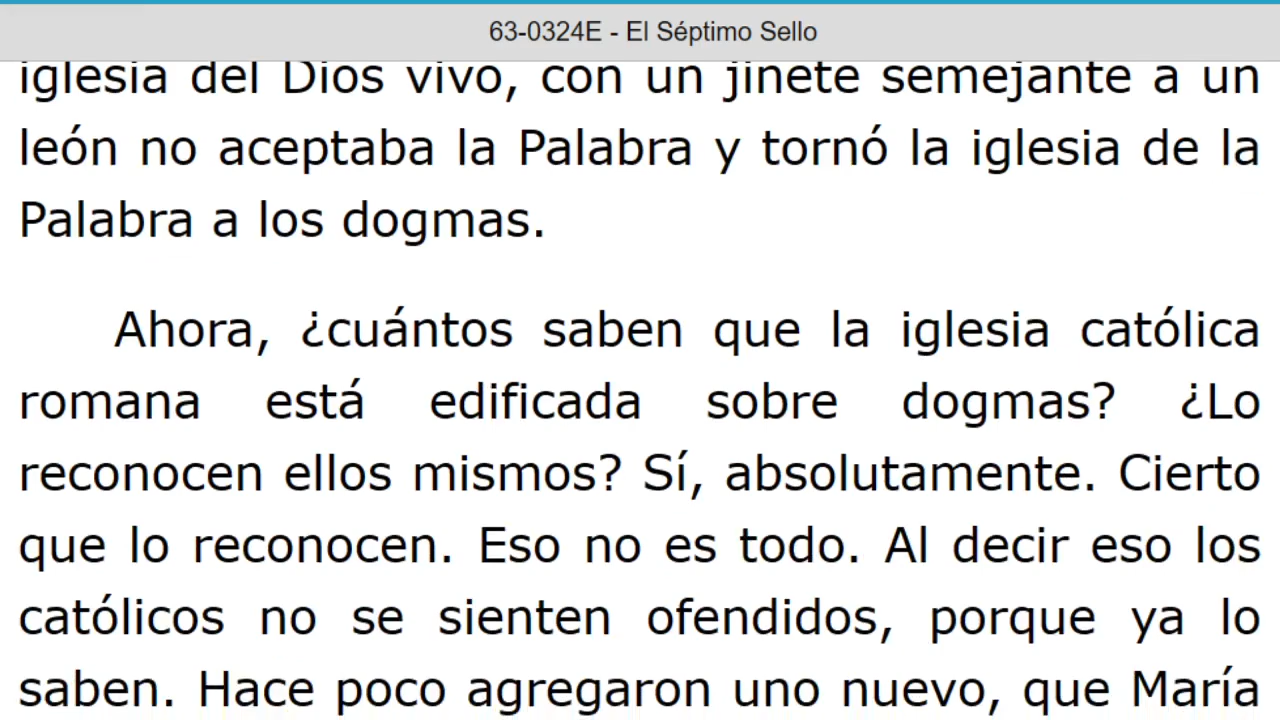 63-0324E - El Séptimo Sello
iglesia del Dios vivo, con un jinete semejante a un
león no aceptaba la Palabra y tornó la iglesia de la
Palabra a los dogmas.
Ahora, ¿cuántos saben que la iglesia católica
romana está edificada sobre dogmas? ¿Lo
reconocen ellos mismos? Sí, absolutamente. Cierto
que lo reconocen. Eso no es todo. Al decir eso los
católicos no se sienten ofendidos, porque ya lo
saben. Hace poco agregaron uno nuevo, que María